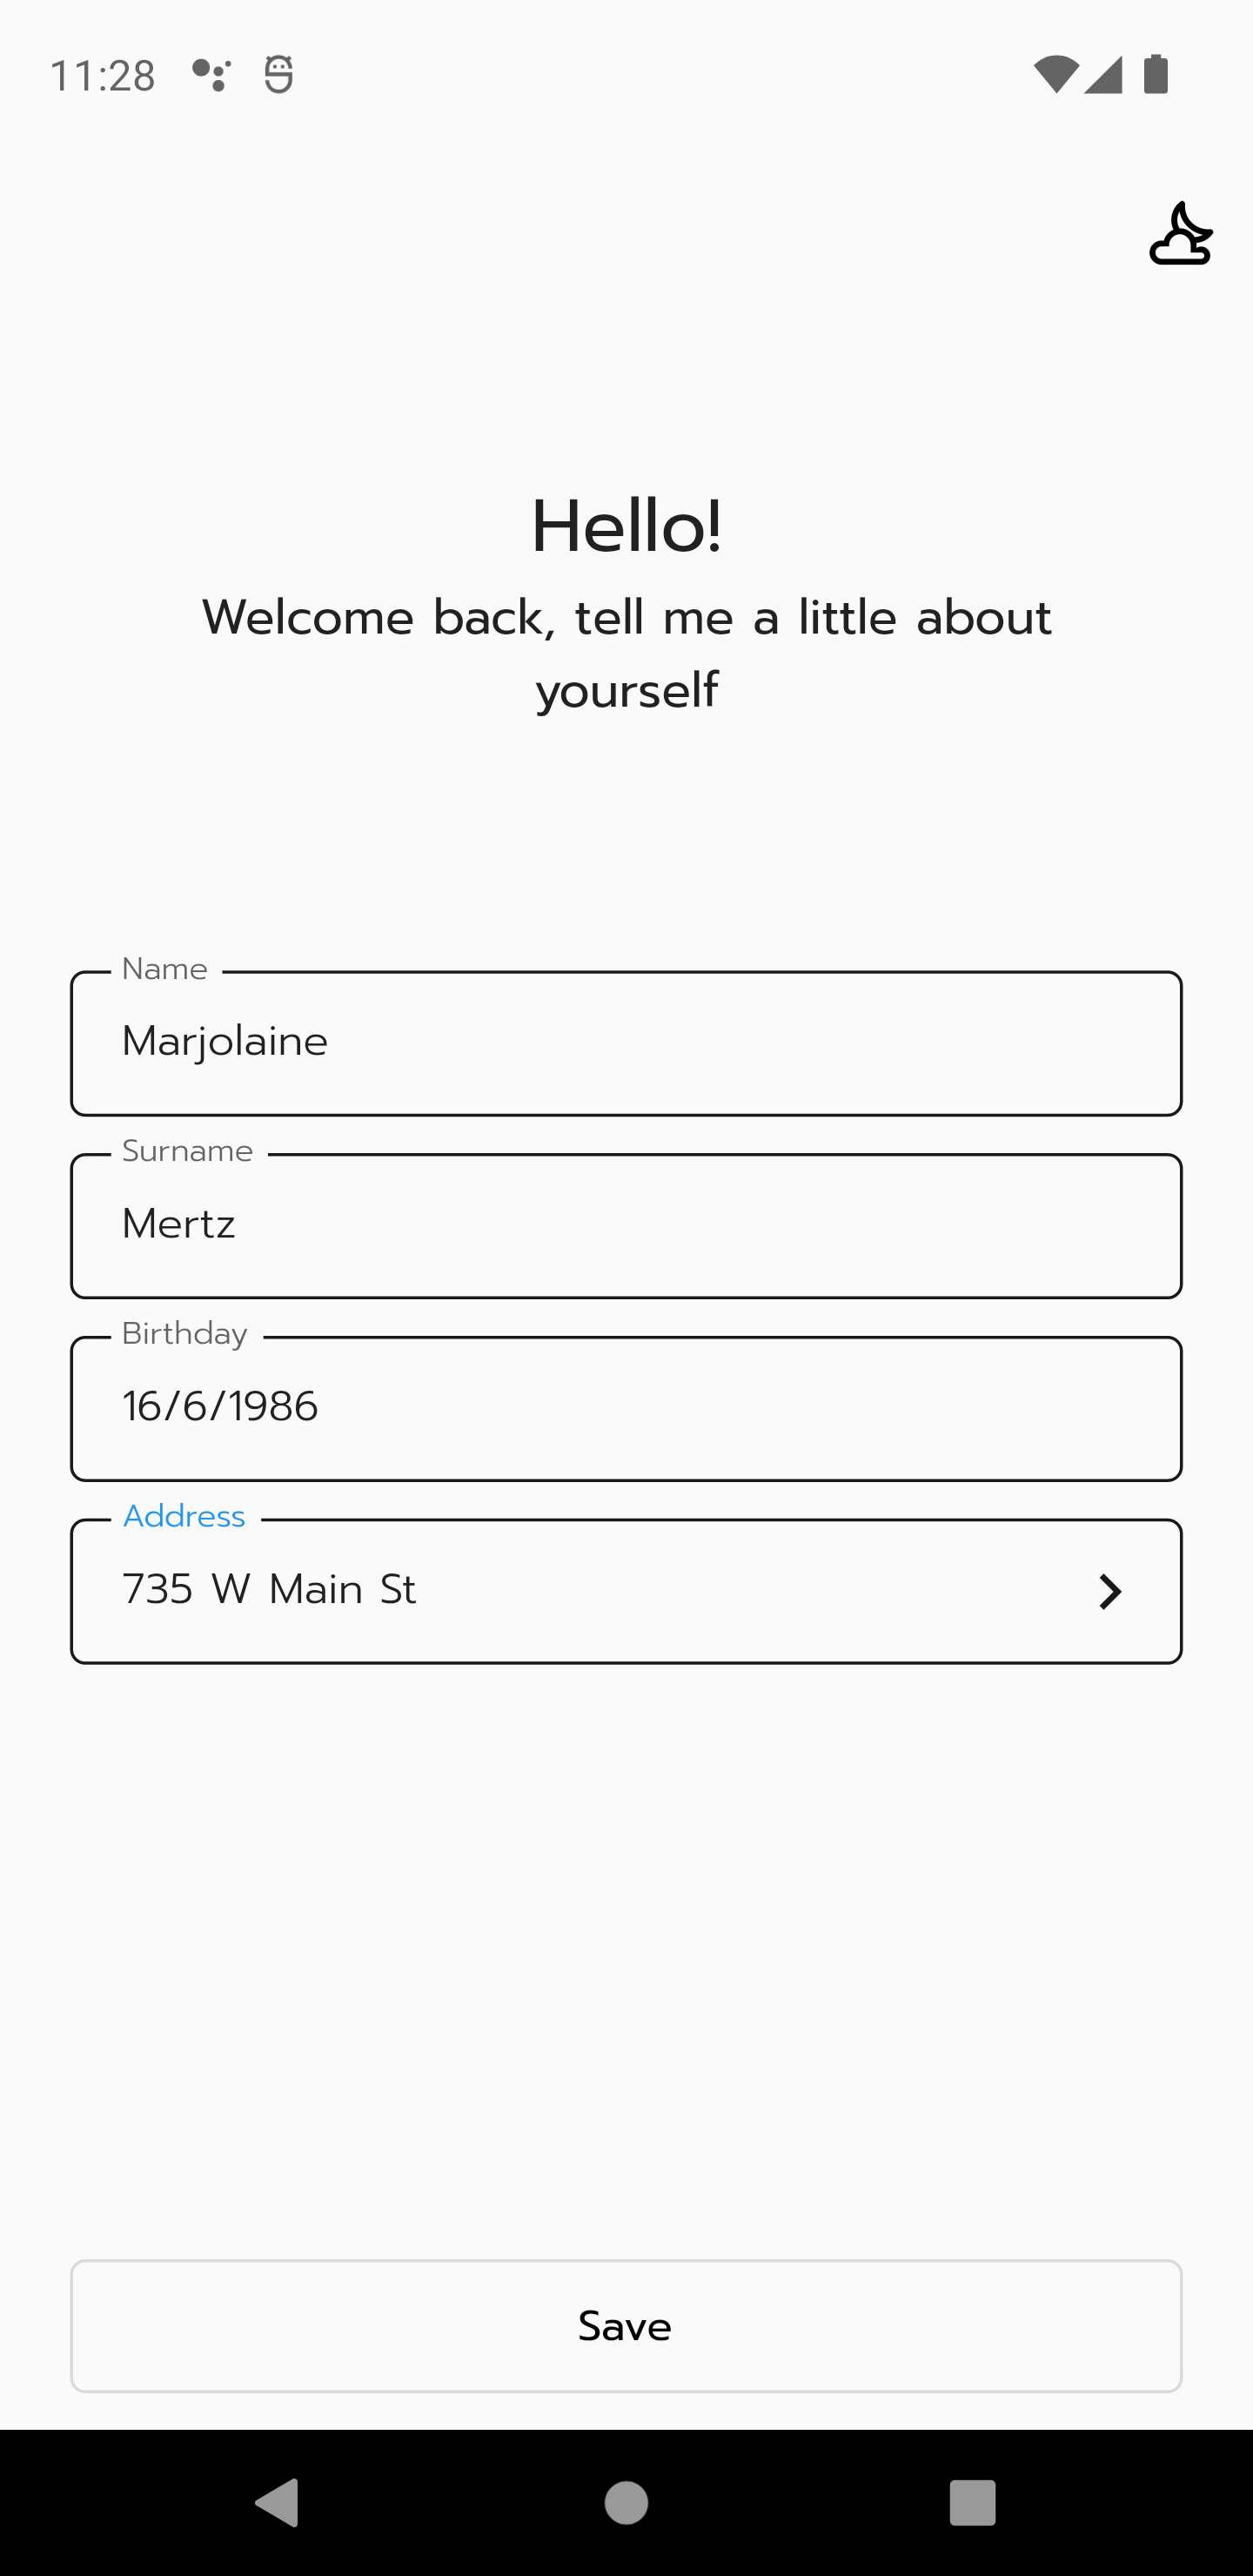 11:28
Hello!
Welcome back, tell me a little about
yourself
Name
Marjolaine
Surname
Mertz
Birthday
16/6/1986
Address
735 W Main St
Save